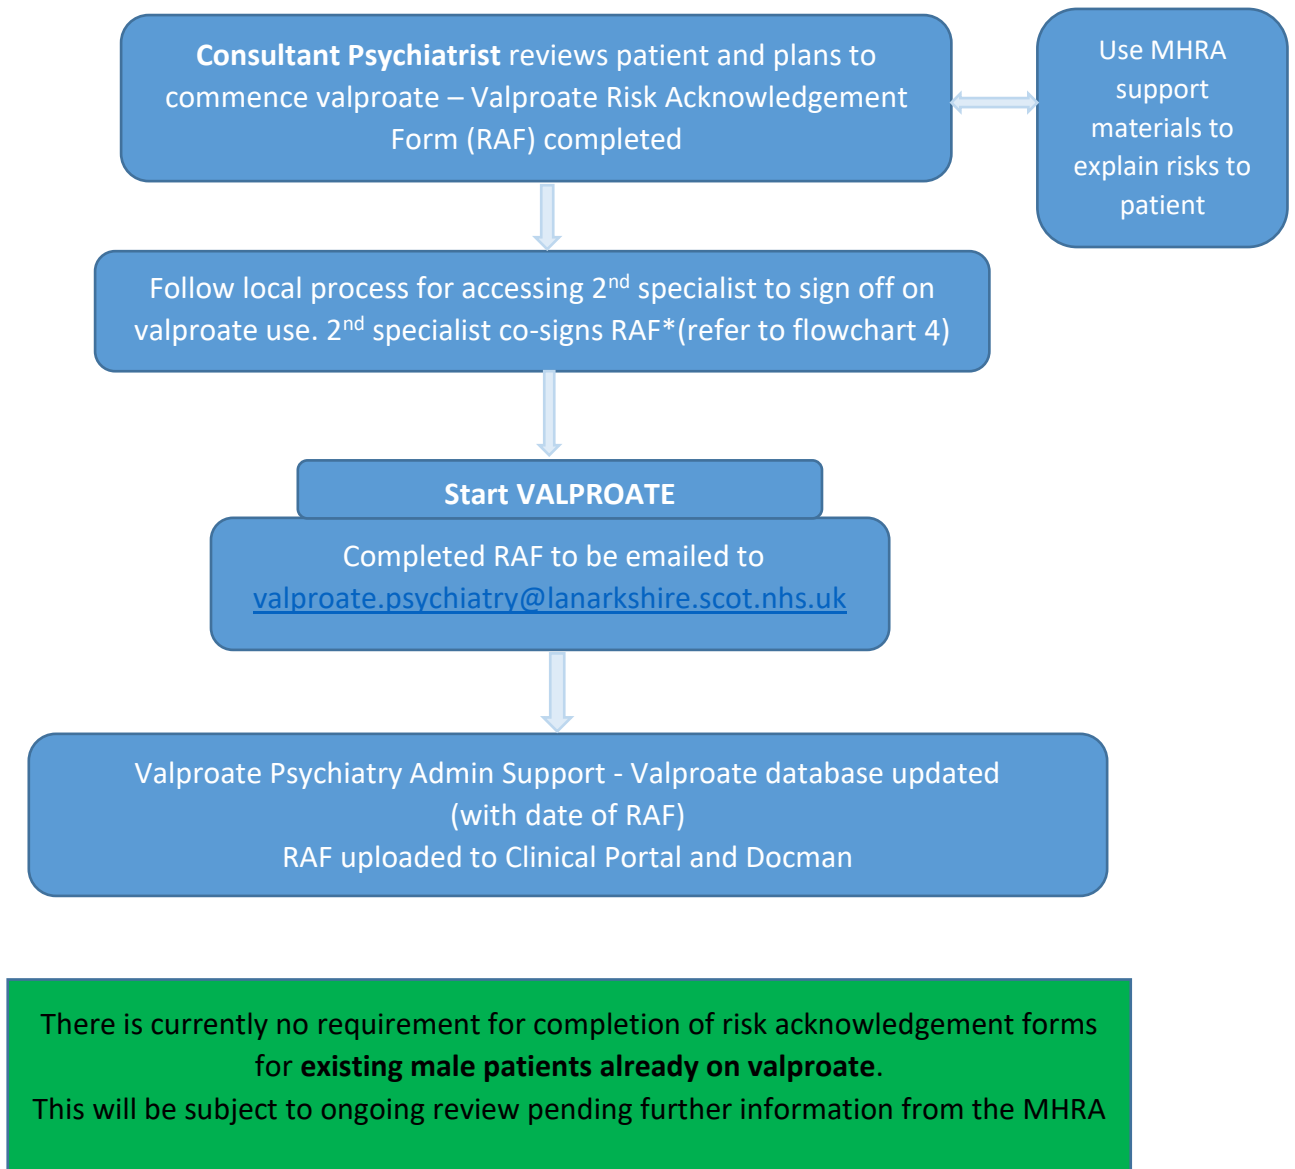 Consultant Psychiatrist reviews patient and plans to
commence valproate – Valproate Risk Acknowledgement
Form (RAF) completed
Use MHRA
support
materials to
explain risks to
patient
Follow local process for accessing 2nd specialist to sign off on
valproate use. 2nd specialist co-signs RAF*(refer to flowchart 4)
Start VALPROATE
Completed RAF to be emailed to
valproate.psychiatry@lanarkshire.scot.nhs.uk
Valproate Psychiatry Admin Support - Valproate database updated
(with date of RAF)
RAF uploaded to Clinical Portal and Docman
There is currently no requirement for completion of risk acknowledgement forms
for existing male patients already on valproate.
This will be subject to ongoing review pending further information from the MHRA